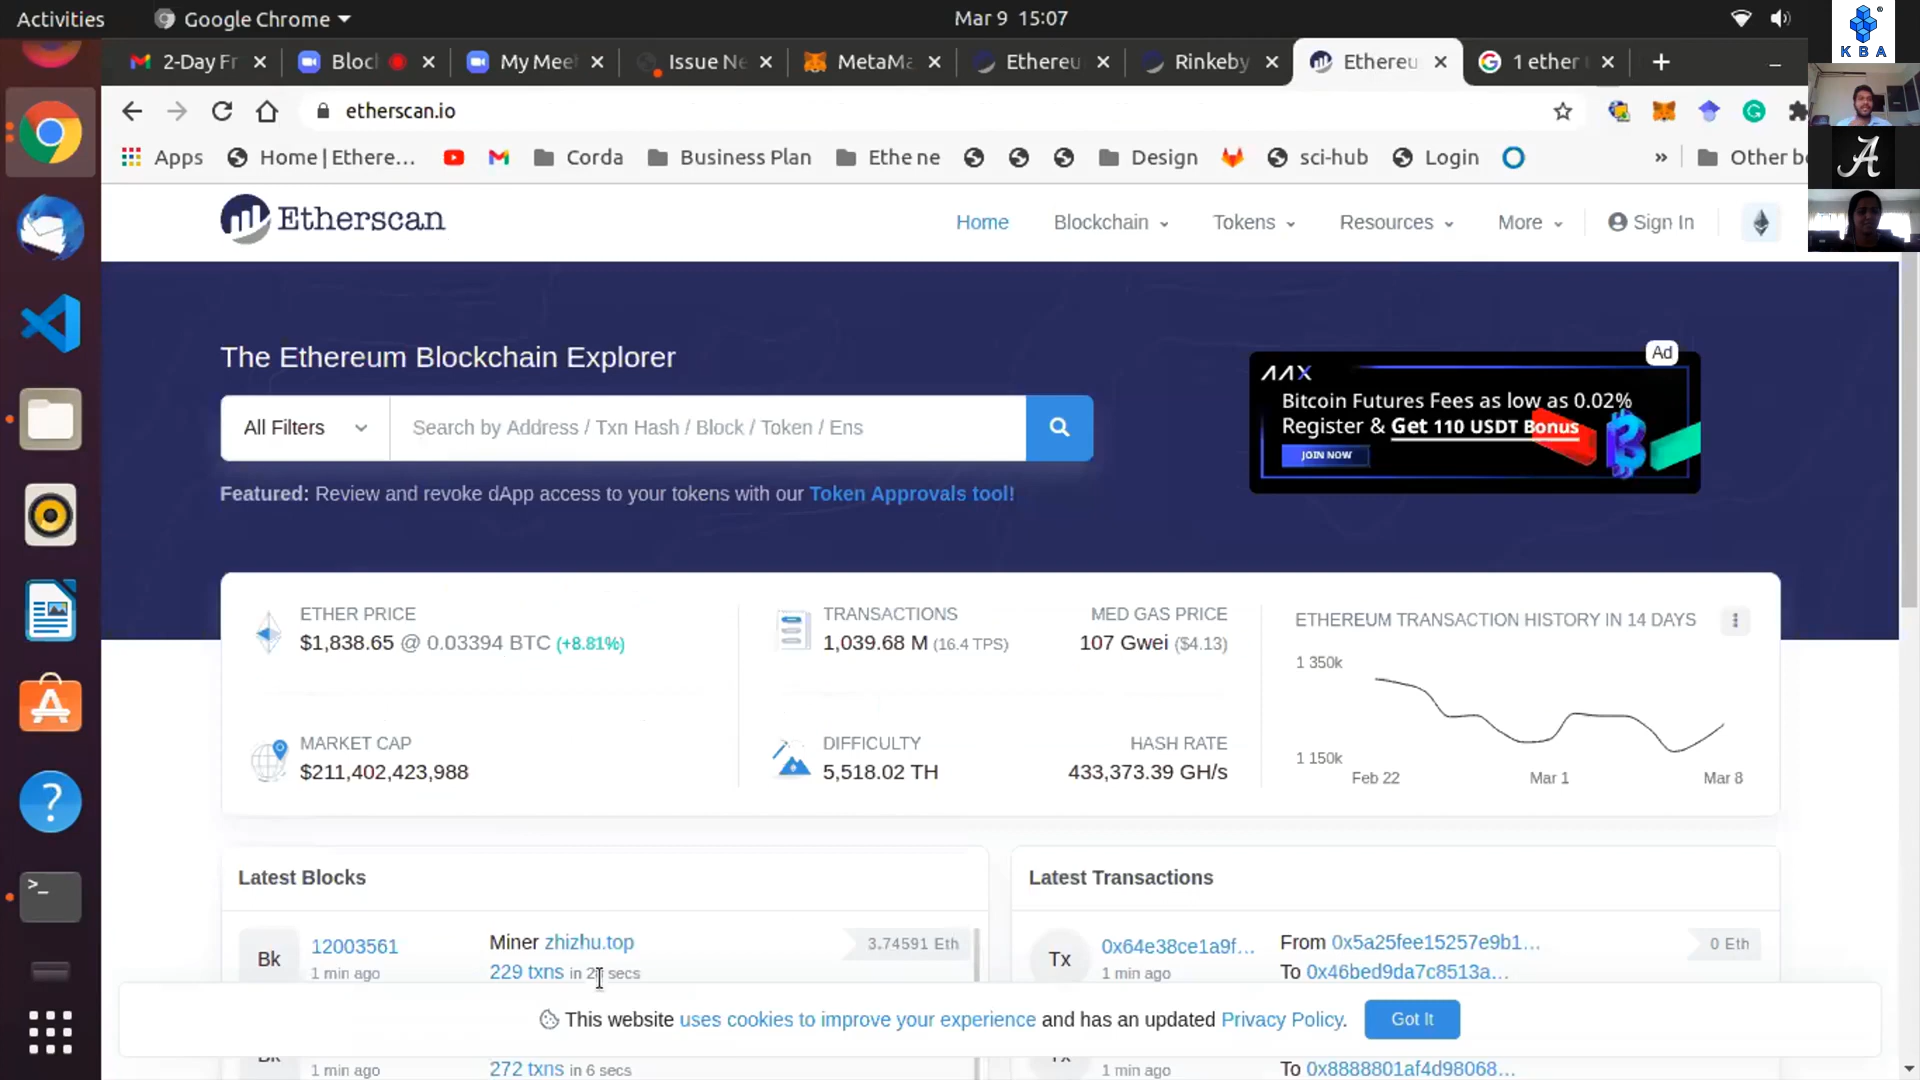 Activities
Google Chrome
Mar 9 15:07
KBA
2-Day Fr
Bloc
My Mee
Issue Ne
MetaMa
Ethereu
Rinkeby
Ethereu
1 ether
etherscan.io
Apps
Home | Ethere...
Corda
Business Plan
Ethe ne
Design
sci-hub
Login
»
Other bo
Etherscan
Home
Blockchain
Tokens
Resources
More
Sign In
The Ethereum Blockchain Explorer
All Filters
Search by Address / Txn Hash / Block / Token / Ens
Featured: Review and revoke dApp access to your tokens with our Token Approvals tool!
Ad
AAX
Bitcoin Futures Fees as low as 0.02%
Register & Get 110 USDT Bonus
JOIN NOW
ETHER PRICE
$1,838.65 @ 0.03394 BTC (+8.81%)
MARKET CAP
$211,402,423,988
TRANSACTIONS
1,039.68 M (16.4 TPS)
MED GAS PRICE
107 Gwei ($4.13)
DIFFICULTY
5,518.02 TH
HASH RATE
433,373.39 GH/s
ETHEREUM TRANSACTION HISTORY IN 14 DAYS
1 350k
1 150k
Feb 22
Mar 1
Mar 8
Latest Blocks
Bk
12003561
1 min ago
Miner zhizhu.top
229 txns in 2 secs
3.74591 Eth
1 min ago
272 txns in 6 secs
Latest Transactions
Tx
0x64e38ce1a9f...
1 min ago
From 0x5a25fee15257e9b1...
To 0x46bed9da7c8513a...
0 Eth
1 min ago
To 0x8888801af4d98068...
This website uses cookies to improve your experience and has an updated Privacy Policy.
Got It